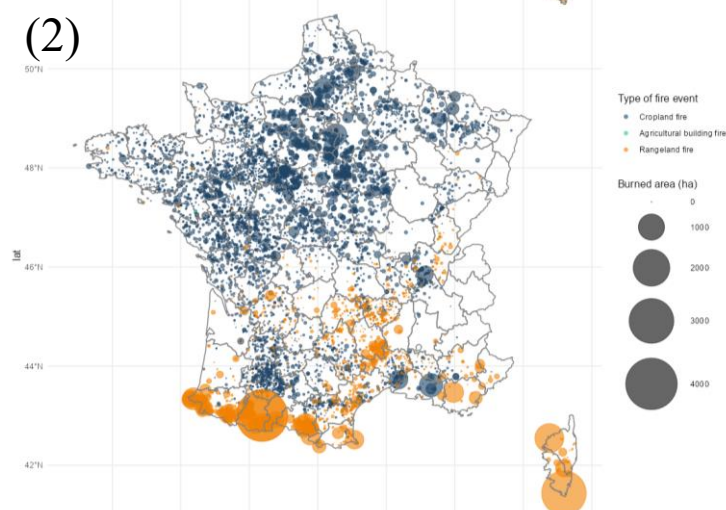 (2)
50°N
48°N
46°N
44°N
42°N
lat
Type of fire event
Cropland fire
Agricultural building fire
Rangeland fire
Burned area (ha)
0
1000
2000
3000
4000